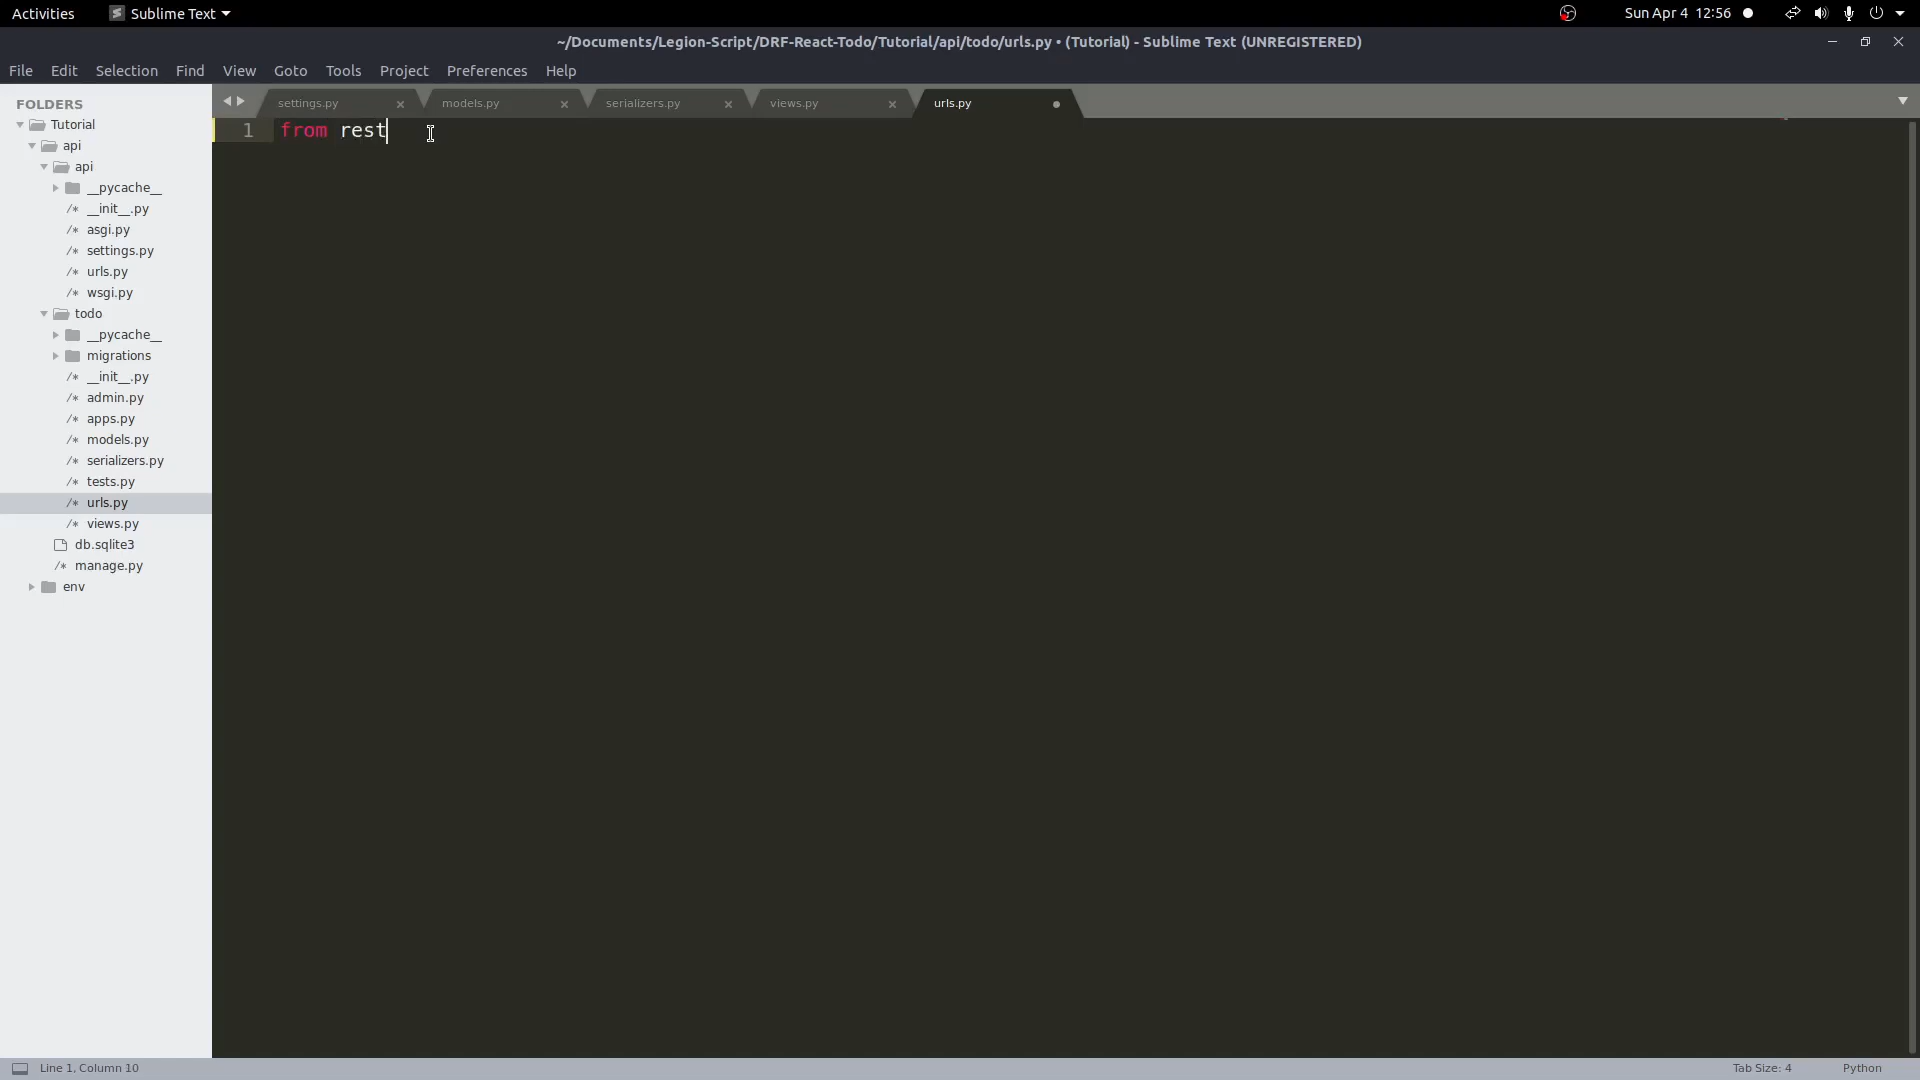 Activities Sublime Text Sun Apr 4 12:56
~/Documents/Legion-Script/DRF-React-Todo/Tutorial/api/todo/urls.py • (Tutorial) - Sublime Text (UNREGISTERED)
File Edit Selection Find View Goto Tools Project Preferences Help
FOLDERS
Tutorial
api
api
__pycache__
/* __init__.py
/* asgi.py
/* settings.py
/* urls.py
/* wsgi.py
todo
__pycache__
migrations
/* __init__.py
/* admin.py
/* apps.py
/* models.py
/* serializers.py
/* tests.py
/* urls.py
/* views.py
db.sqlite3
/* manage.py
env
settings.py models.py serializers.py views.py urls.py
1 from rest
Line 1, Column 10 Tab Size: 4 Python